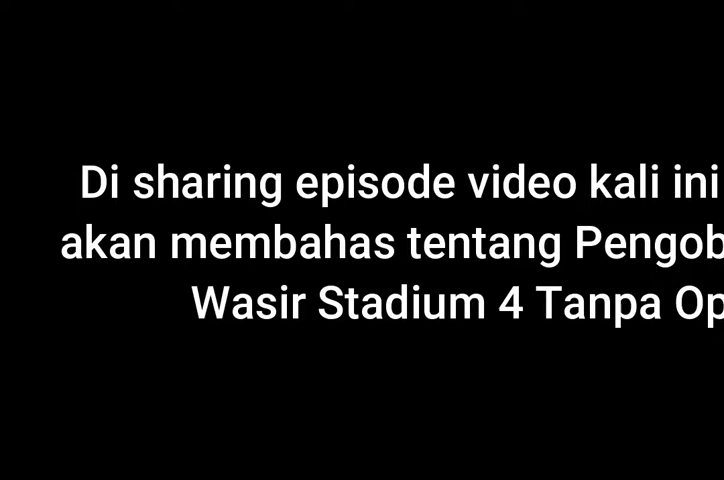 Di sharing episode video kali ini
akan membahas tentang Pengob
Wasir Stadium 4 Tanpa Op